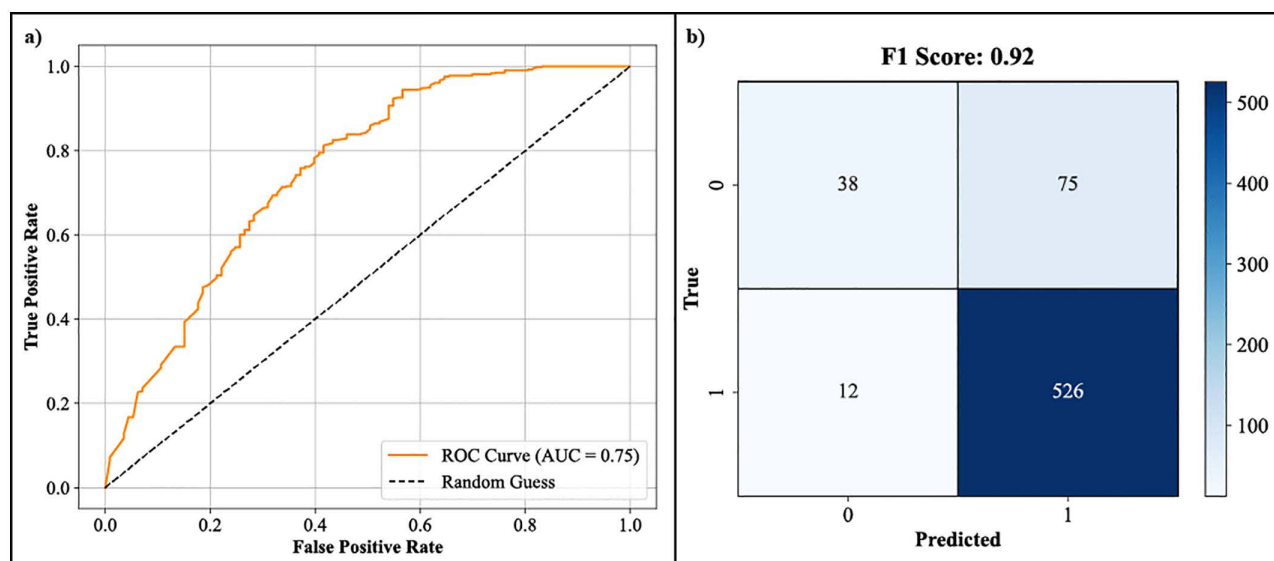 a)
1.0
0.8
0.6
0.4
0.2
0.0
True Positive Rate
ROC Curve (AUC = 0.75)
Random Guess
0.0 0.2 0.4 0.6 0.8 1.0
False Positive Rate
b)
F1 Score: 0.92
0
38 75
True
1
12 526
0 1
Predicted
500
400
300
200
100